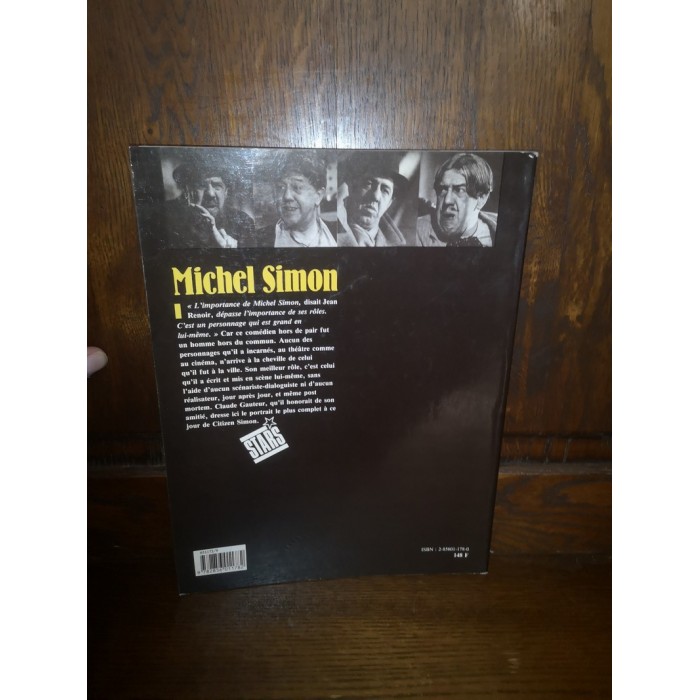 Michel Simon
« L'importance de Michel Simon, disait Jean
Renoir, dépasse l'importance de ses rôles.
C'est un personnage qui est grand en
lui-même. » Car ce comédien hors de pair fut
un homme hors du commun. Aucun des
personnages qu'il a incarnés, au théâtre comme
au cinéma, n'arrive à la cheville de celui
qu'il fut à la ville. Son meilleur rôle, c'est celui
qu'il a écrit et mis en scène lui-même, sans
l'aide d'aucun scénariste-dialoguiste ni d'aucun
réalisateur, jour après jour, et même post
mortem. Claude Gauteur, qu'il honorait de son
amitié, dresse ici le portrait le plus complet à ce
jour de Citizen Simon.
STARS
ISBN : 2-85601-178-0
148 F